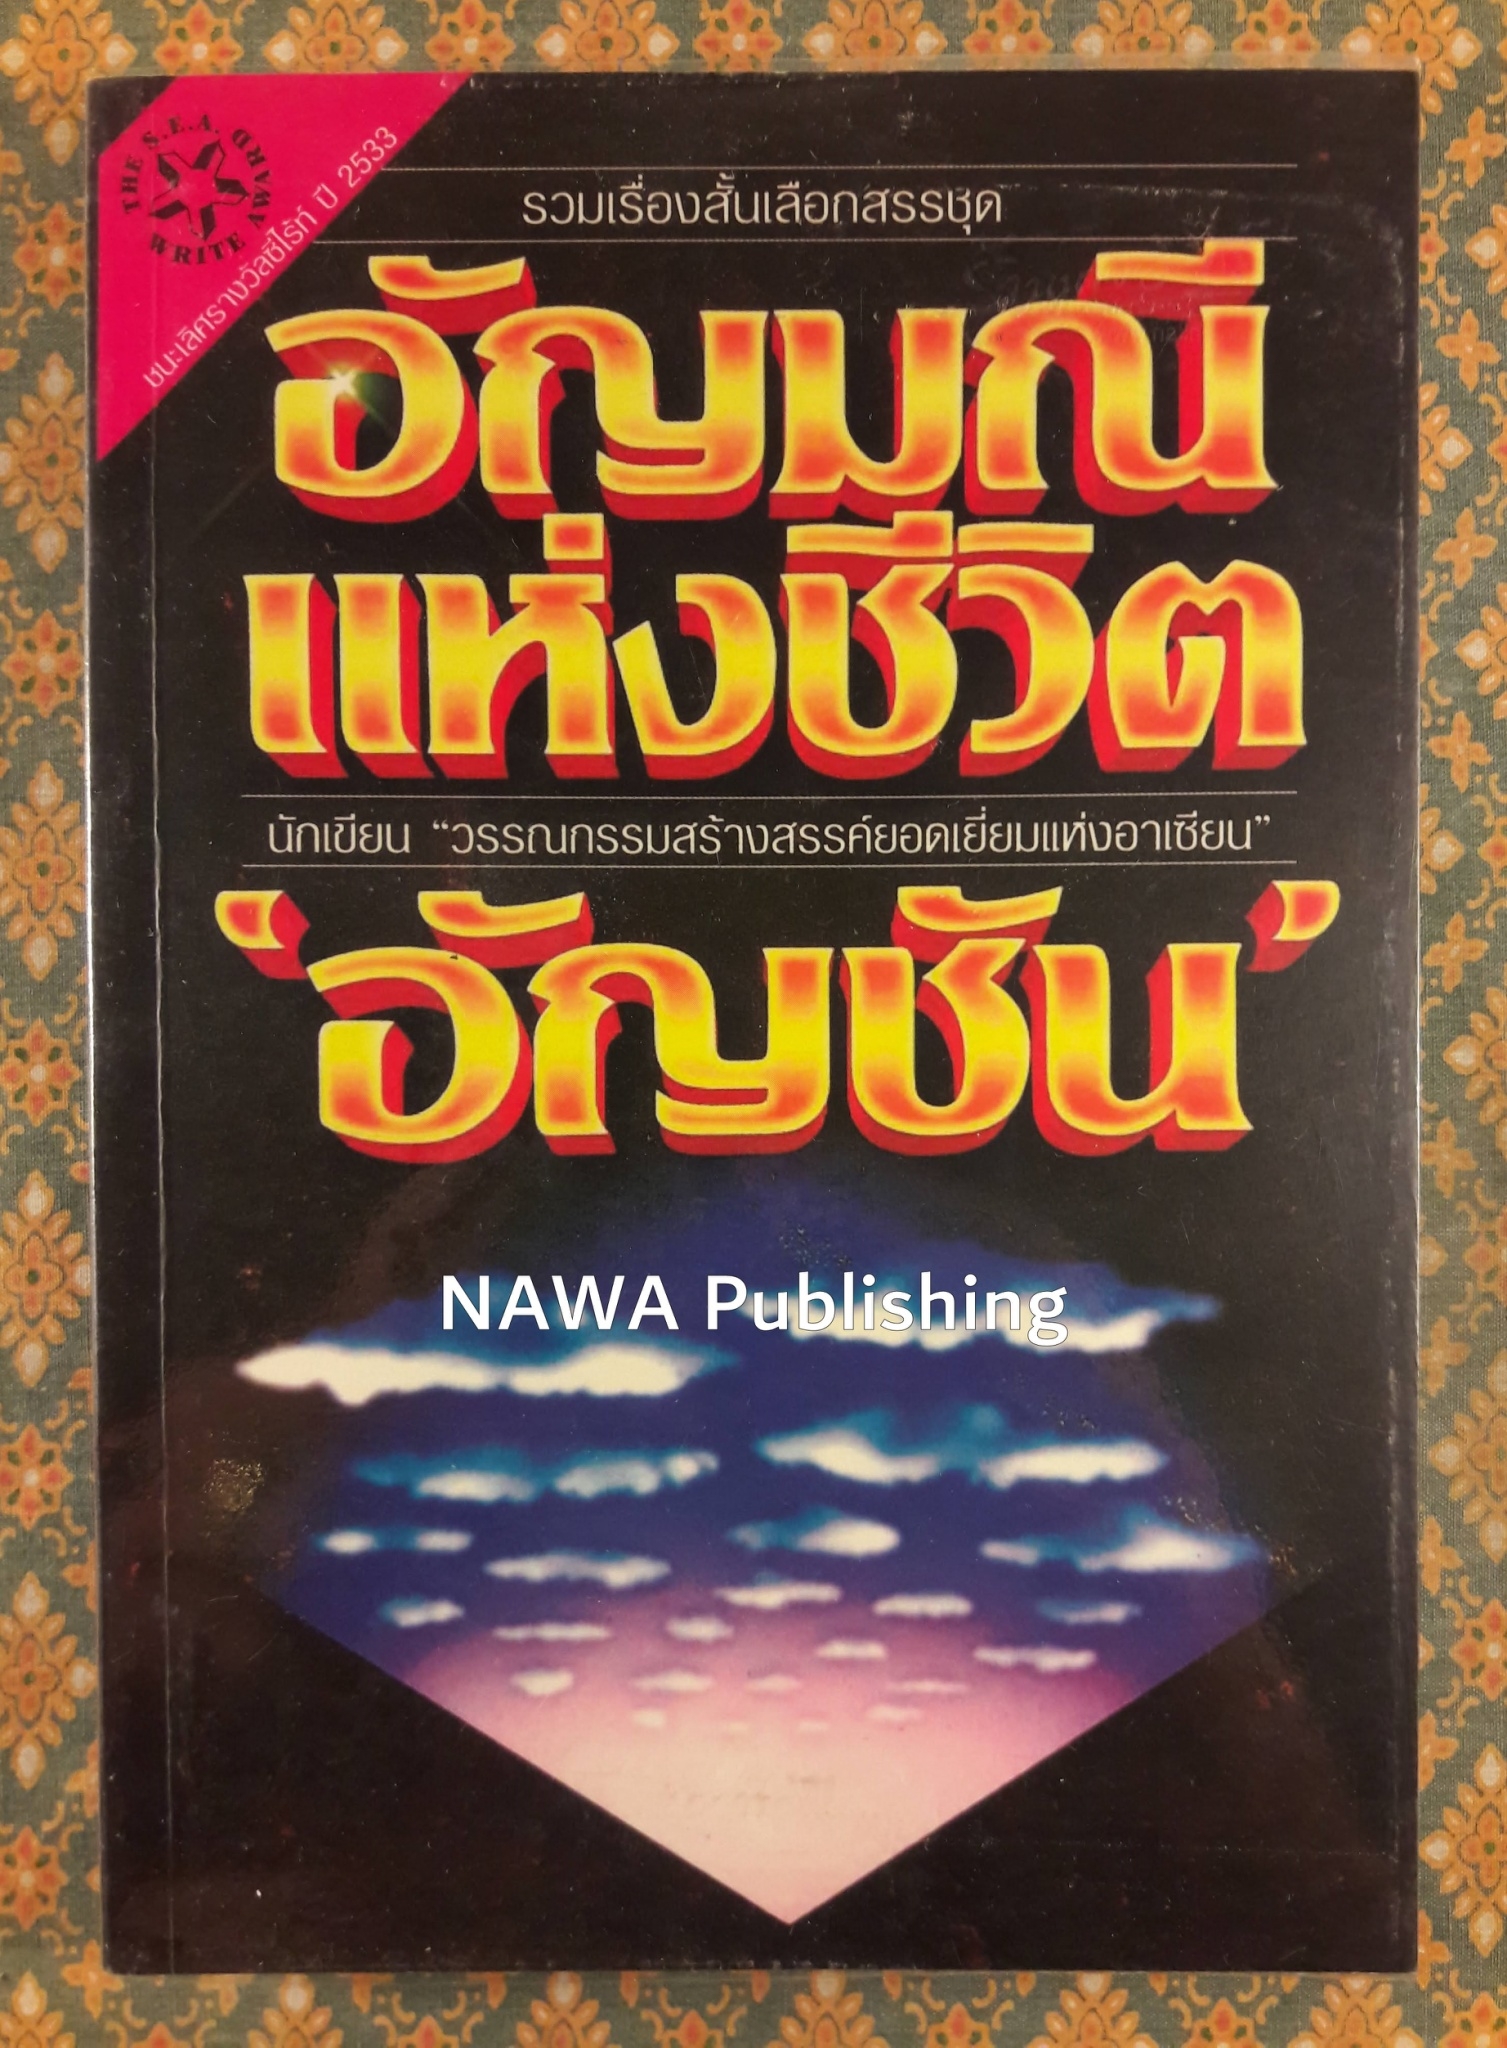 THE S.E.A. WRITE AWARD
ชนะเลิศรางวัลซีไร้ท์ ปี 2533
รวมเรื่องสั้นเลือกสรรชุด
อัญมณี
แห่งชีวิต
นักเขียน “วรรณกรรมสร้างสรรค์ยอดเยี่ยมแห่งอาเซียน”
‘อัญชัน’
NAWA Publishing